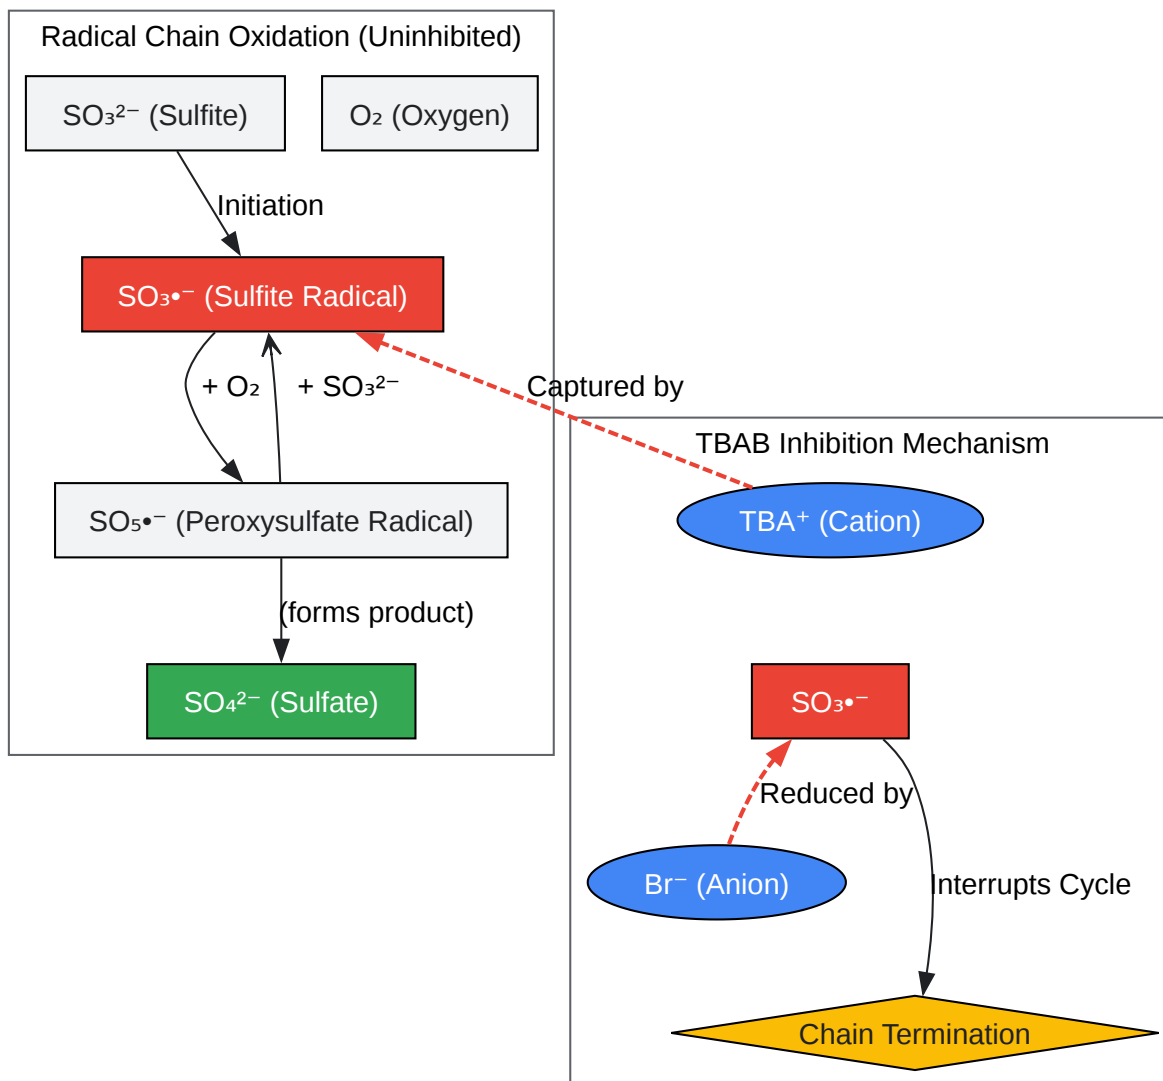 Radical Chain Oxidation (Uninhibited)
SO₃²⁻ (Sulfite)
O₂ (Oxygen)
Initiation
SO₃•⁻ (Sulfite Radical)
+ O₂
+ SO₃²⁻
Captured by
TBAB Inhibition Mechanism
SO₅•⁻ (Peroxysulfate Radical)
TBA⁺ (Cation)
(forms product)
SO₄²⁻ (Sulfate)
SO₃•⁻
Reduced by
Br⁻ (Anion)
Interrupts Cycle
Chain Termination